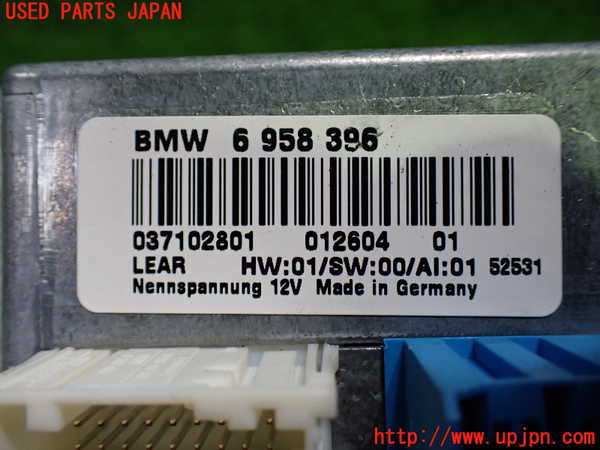 USED PARTS JAPAN
BMW 6 958 396
037102801 012604 01
LEAR HW:01/SW:00/AI:01 52531
Nennspannung 12V Made in Germany
http://www.upjpn.com/